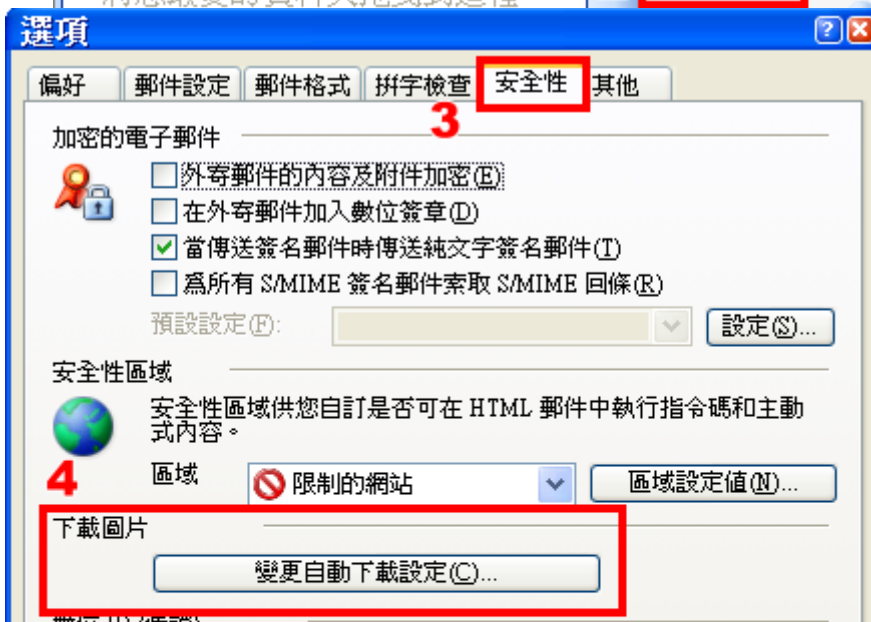 選項
偏好 郵件設定 郵件格式 拼字檢查 安全性 其他
3
加密的電子郵件
外寄郵件的內容及附件加密(E)
在外寄郵件加入數位簽章(D)
當傳送簽名郵件時傳送純文字簽名郵件(T)
為所有 S/MIME 簽名郵件索取 S/MIME 回條(R)
預設設定(F): 設定(S)...
安全性區域
安全性區域供您自訂是否可在 HTML 郵件中執行指令碼和主動
式內容。
4
區域 限制的網站 區域設定值(N)...
下載圖片
變更自動下載設定(C)...